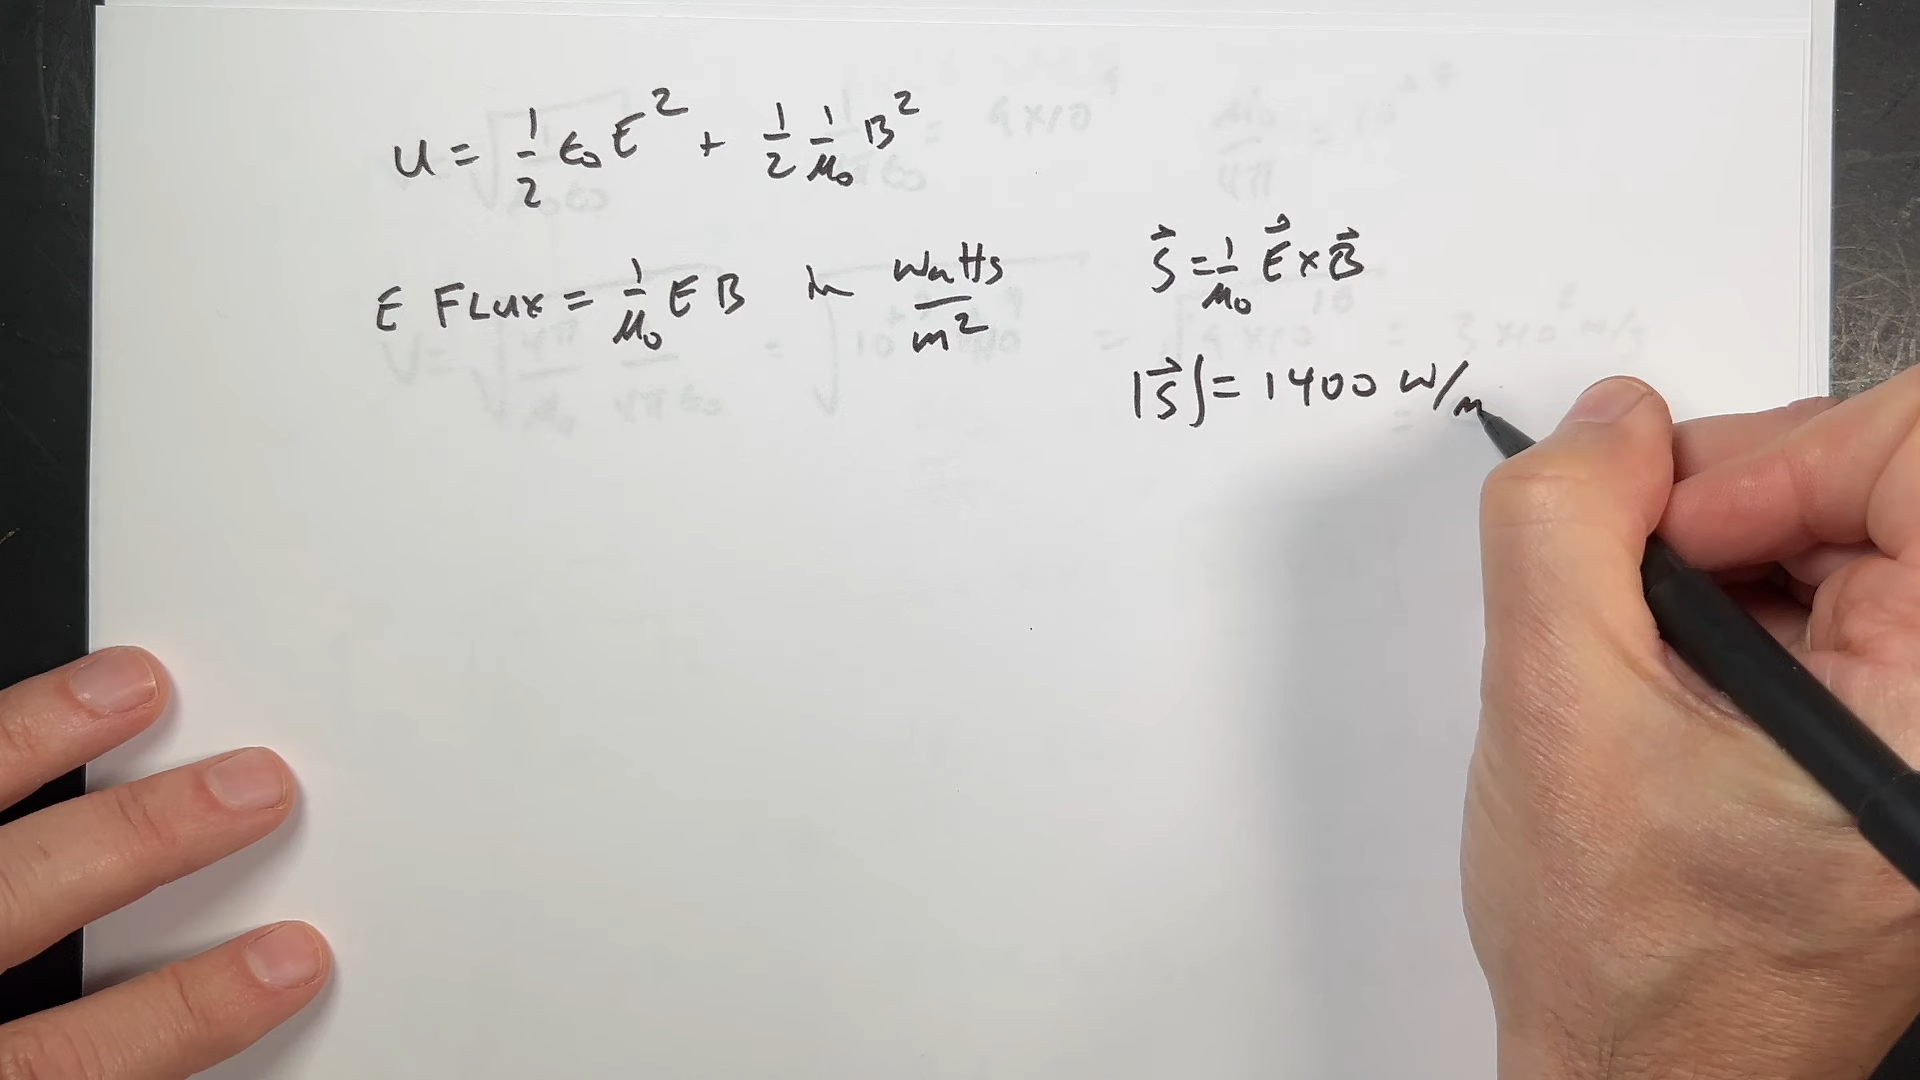 u = 1/2 ε₀ E² + 1/2 1/μ₀ B²
E FLux = 1/μ₀ E B in Watts/m²
S⃗ = 1/μ₀ E⃗ × B⃗
|S⃗| = 1400 W/m